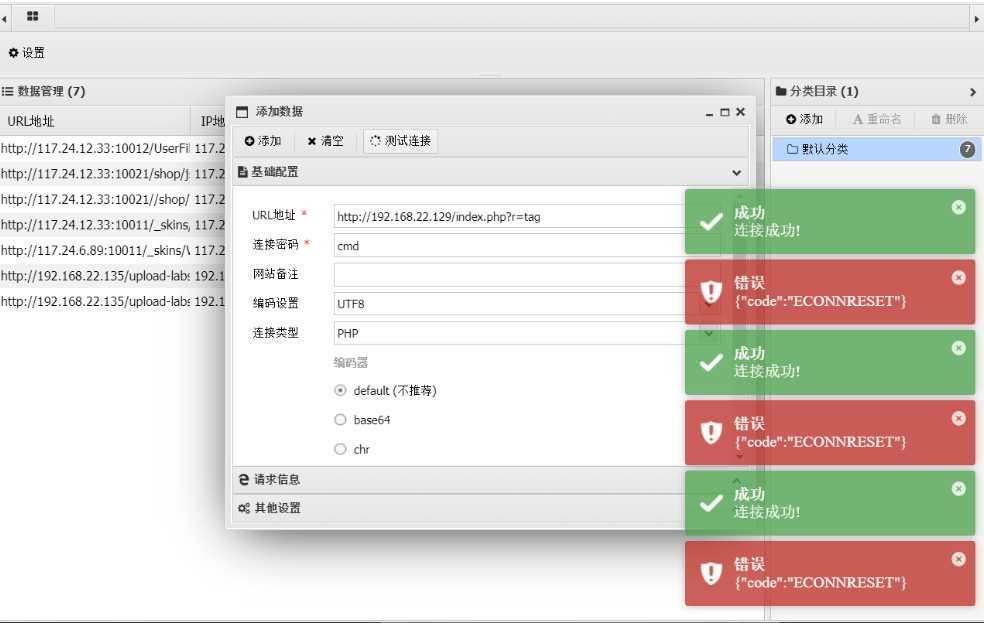 设置
数据管理 (7)
URL地址 IP地
http://117.24.12.33:10012/UserFil 117.2
http://117.24.12.33:10021/shop/js 117.2
http://117.24.12.33:10021//shop/ 117.2
http://117.24.12.33:10011/_skins, 117.2
http://117.24.6.89:10011/_skins/V 117.2
http://192.168.22.135/upload-labs 192.1
http://192.168.22.135/upload-labs 192.1
添加数据
添加 清空 测试连接
基础配置
URL地址 * http://192.168.22.129/index.php?r=tag
连接密码 * cmd
网站备注
编码设置 UTF8
连接类型 PHP
编码器
default (不推荐)
base64
chr
请求信息
其他设置
分类目录 (1)
添加 重命名 删除
默认分类 7
成功
连接成功!
错误
{"code":"ECONNRESET"}
成功
连接成功!
错误
{"code":"ECONNRESET"}
成功
连接成功!
错误
{"code":"ECONNRESET"}